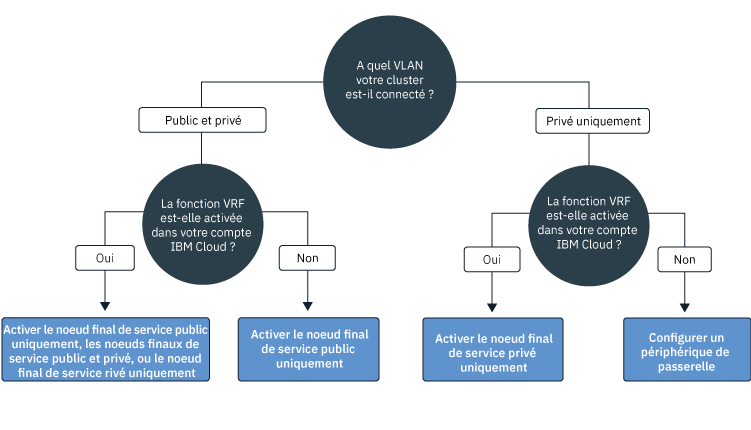 A quel VLAN
votre cluster
est-il connecté ?
Public et privé
Privé uniquement
La fonction VRF
est-elle activée
dans votre compte
IBM Cloud ?
La fonction VRF
est-elle activée
dans votre compte
IBM Cloud ?
Oui
Non
Oui
Non
Activer le noeud final de service public
uniquement, les noeuds finaux de
service public et privé, ou le noeud
final de service rivé uniquement
Activer le noeud final
de service public
uniquement
Activer le noeud final
de service privé
uniquement
Configurer un
périphérique de
passerelle